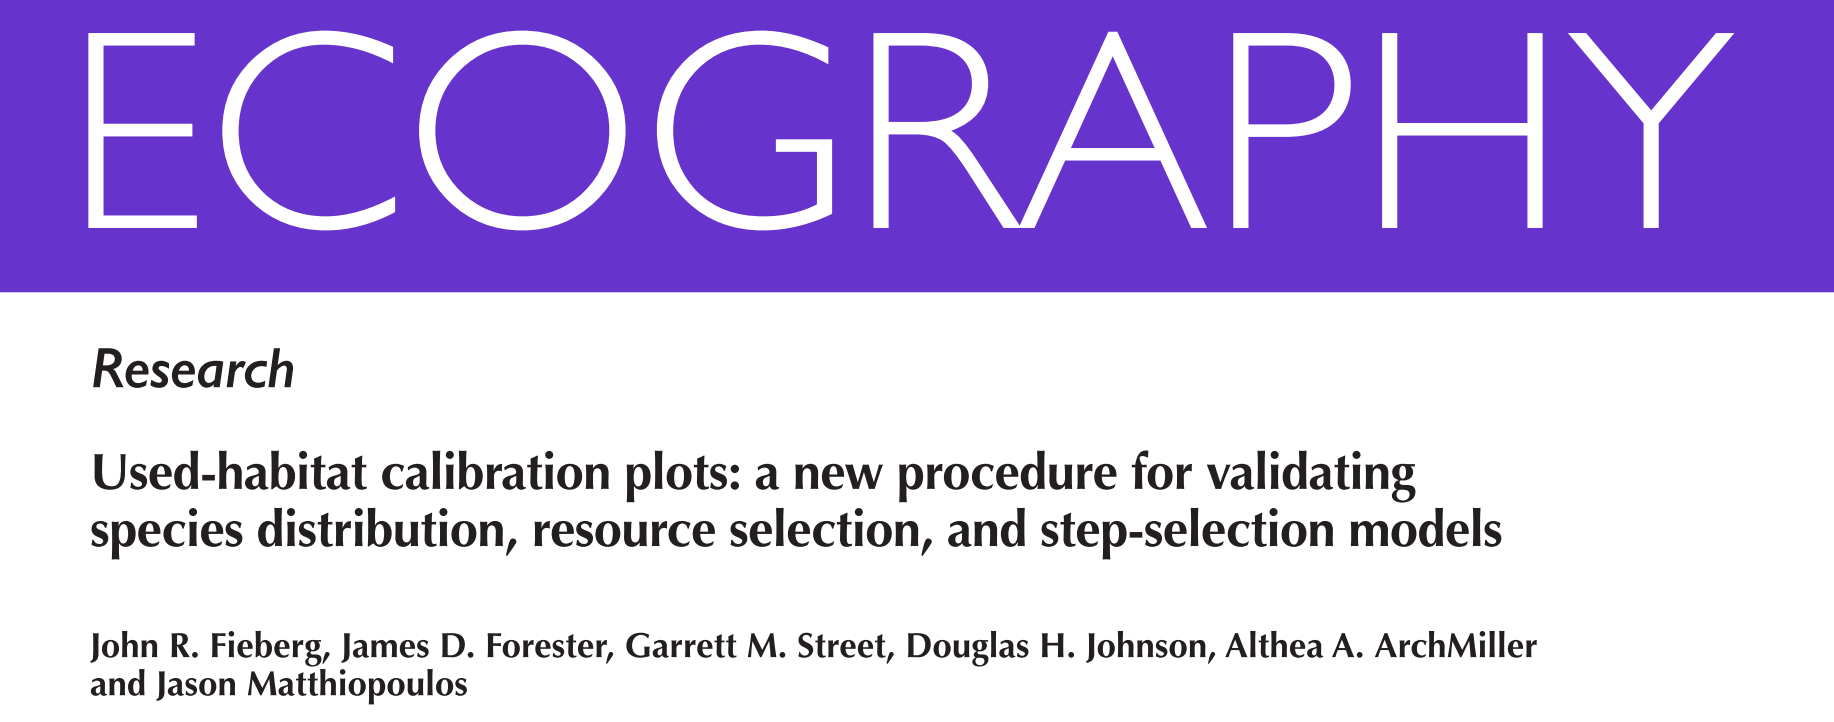 ECOGRAPHY
Research
Used-habitat calibration plots: a new procedure for validating
species distribution, resource selection, and step-selection models
John R. Fieberg, James D. Forester, Garrett M. Street, Douglas H. Johnson, Althea A. ArchMiller
and Jason Matthiopoulos